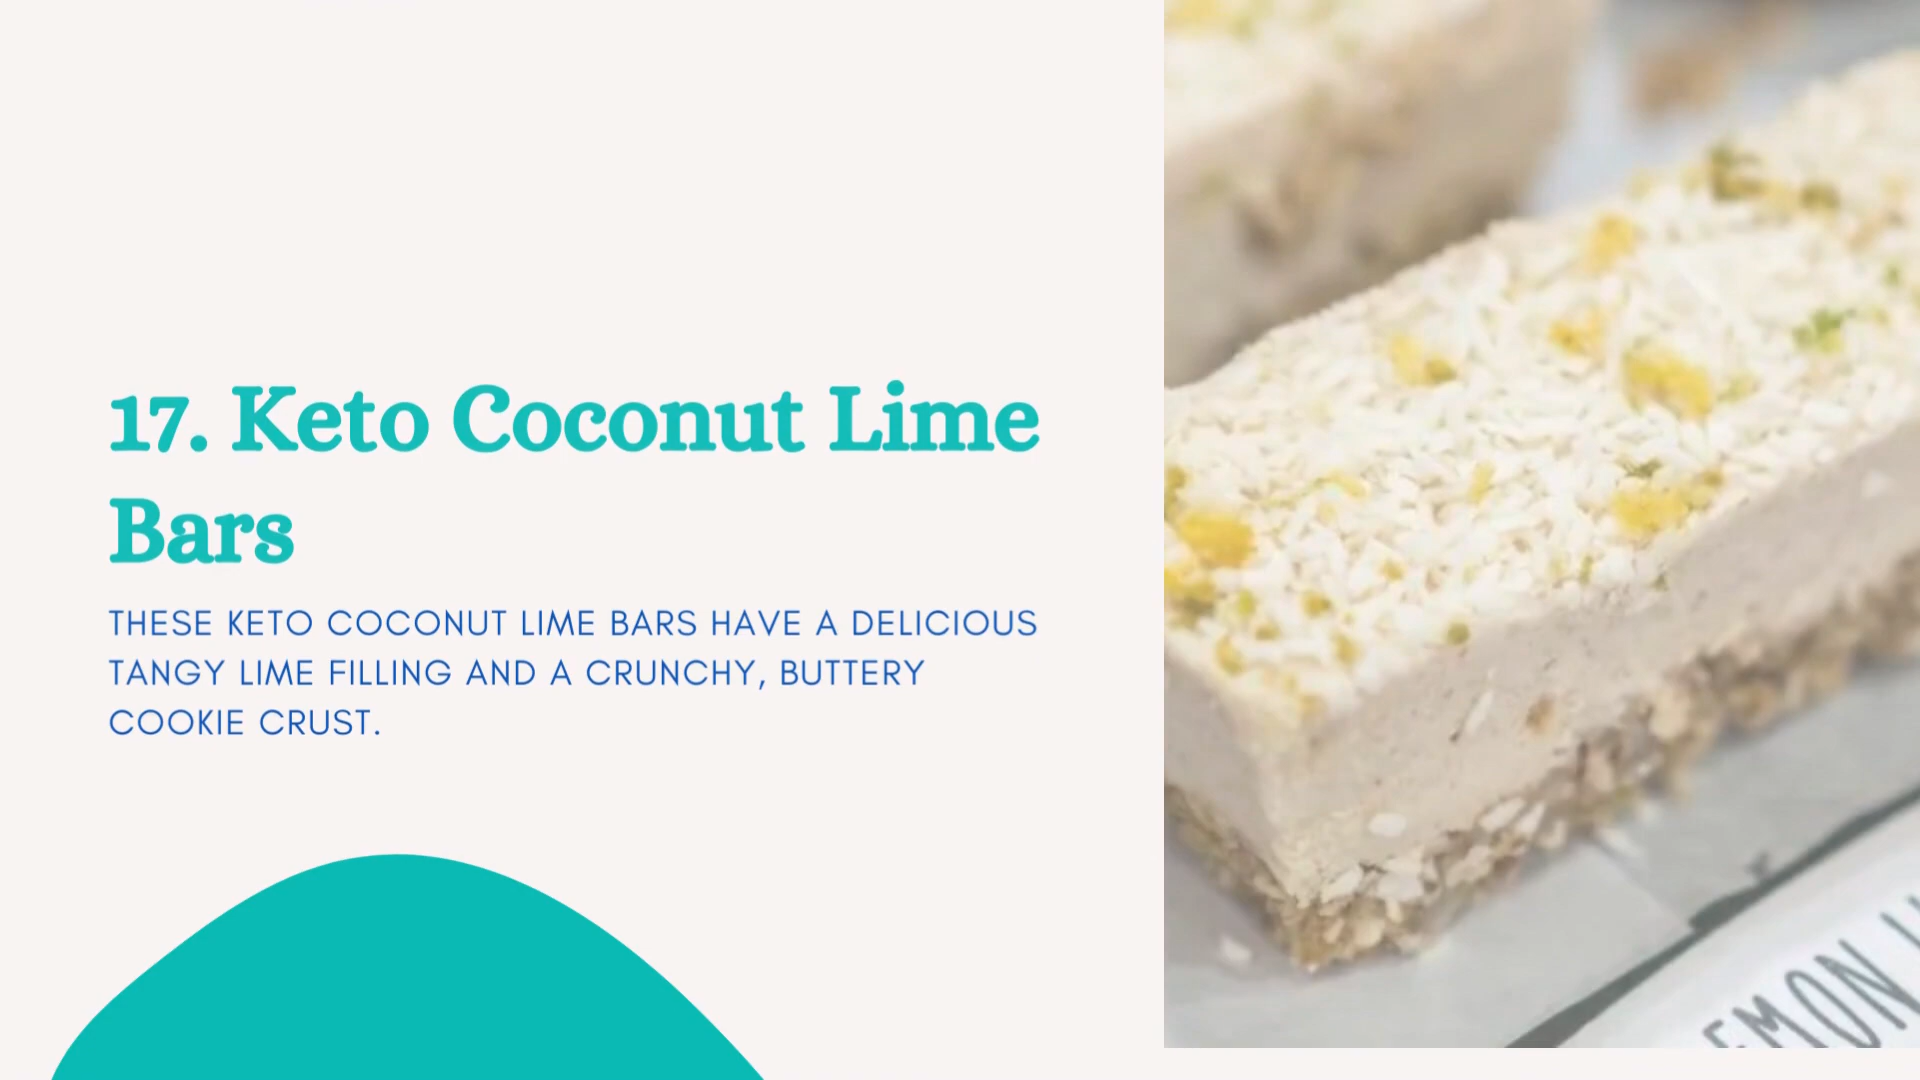 17. Keto Coconut Lime
Bars
THESE KETO COCONUT LIME BARS HAVE A DELICIOUS
TANGY LIME FILLING AND A CRUNCHY, BUTTERY
COOKIE CRUST.
EMON